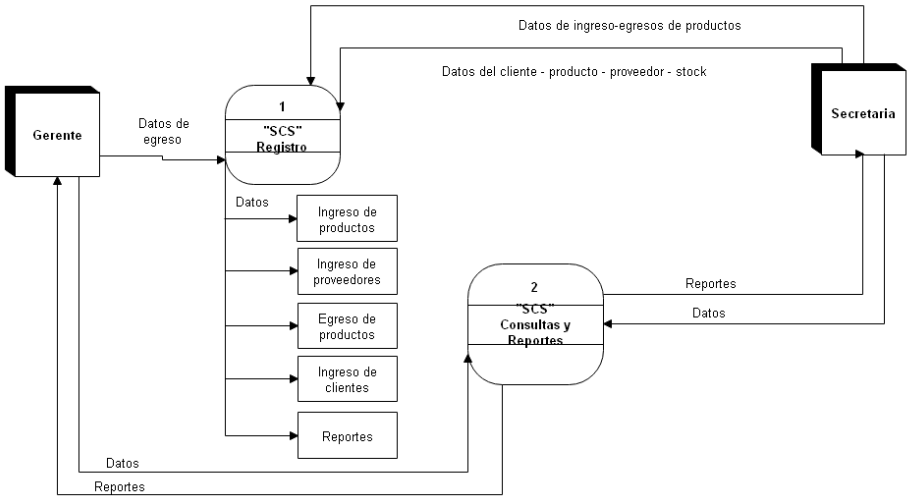 Datos de ingreso-egresos de productos
Datos del cliente - producto - proveedor - stock
Gerente
Datos de
egreso
1
"SCS"
Registro
Secretaria
Datos
Ingreso de
productos
Ingreso de
proveedores
Egreso de
productos
Ingreso de
clientes
Reportes
2
"SCS"
Consultas y
Reportes
Reportes
Datos
Datos
Reportes